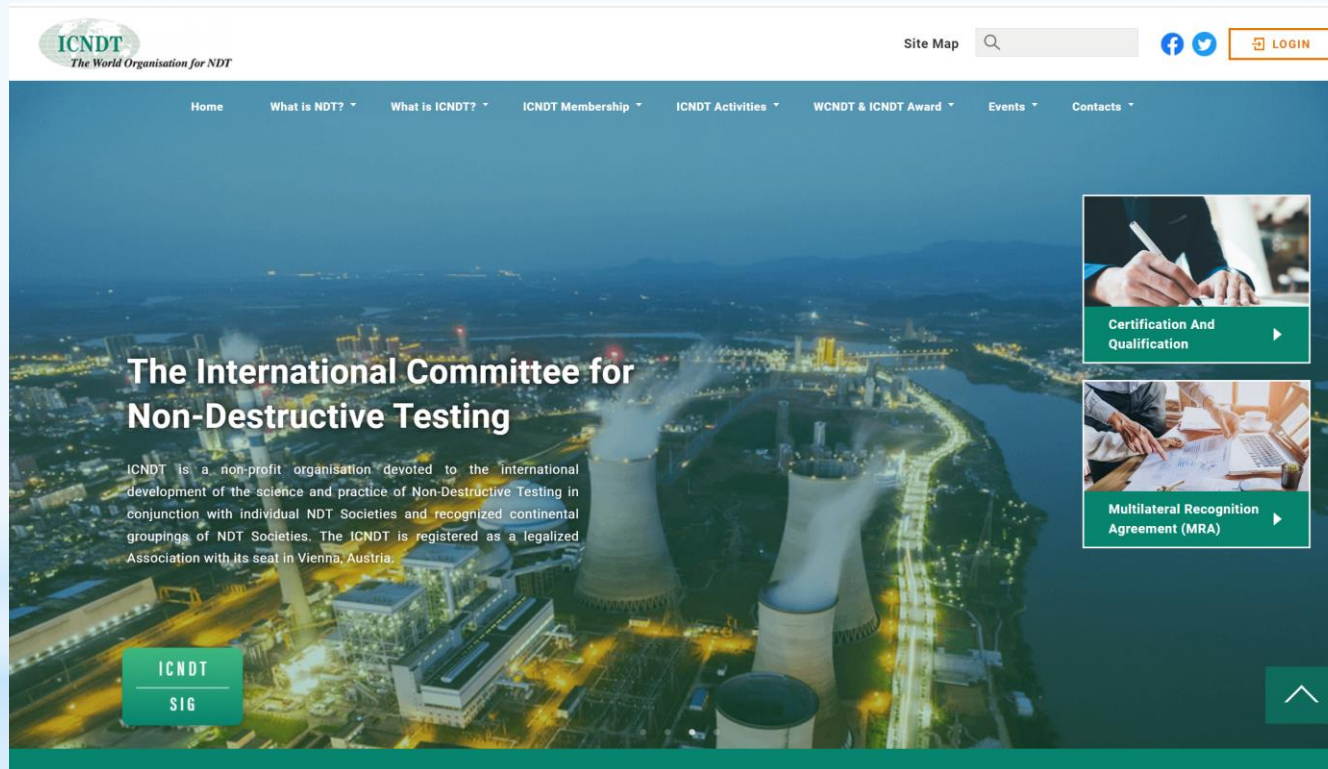 ICNDT
The World Organisation for NDT
Site Map
LOGIN
Home What is NDT? What is ICNDT? ICNDT Membership ICNDT Activities WCNDT & ICNDT Award Events Contacts
The International Committee for
Non-Destructive Testing
ICNDT is a non-profit organisation devoted to the international
development of the science and practice of Non-Destructive Testing in
conjunction with individual NDT Societies and recognized continental
groupings of NDT Societies. The ICNDT is registered as a legalized
Association with its seat in Vienna, Austria.
ICNDT
SIG
Certification And
Qualification
Multilateral Recognition
Agreement (MRA)